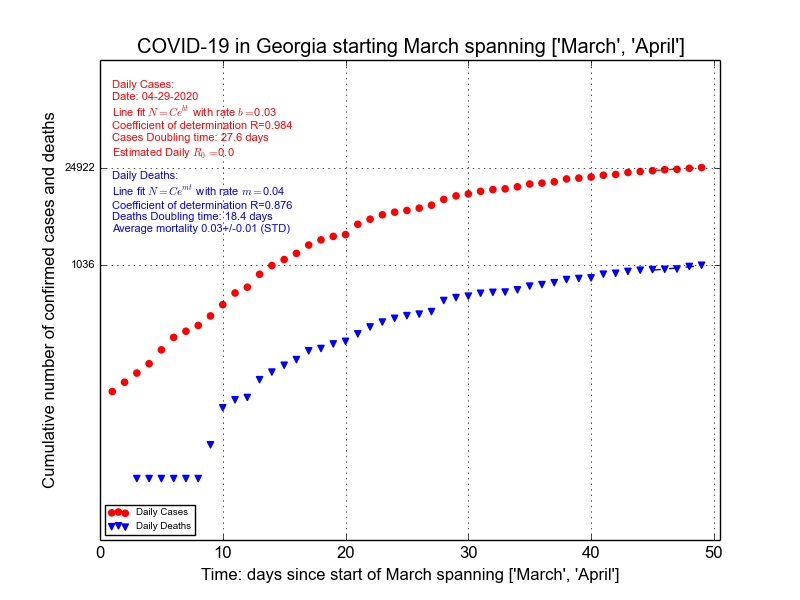 COVID-19 in Georgia starting March spanning ['March', 'April']
Daily Cases:
Date: 04-29-2020
Line fit N = Ce^{bt} with rate b =0.03
Coefficient of determination R=0.984
Cases Doubling time: 27.6 days
Estimated Daily R_0 =0.0
Daily Deaths:
Line fit N = Ce^{mt} with rate m =0.04
Coefficient of determination R=0.876
Deaths Doubling time: 18.4 days
Average mortality 0.03+/-0.01 (STD)
24922
1036
Cumulative number of confirmed cases and deaths
Daily Cases
Daily Deaths
0 10 20 30 40 50
Time: days since start of March spanning ['March', 'April']